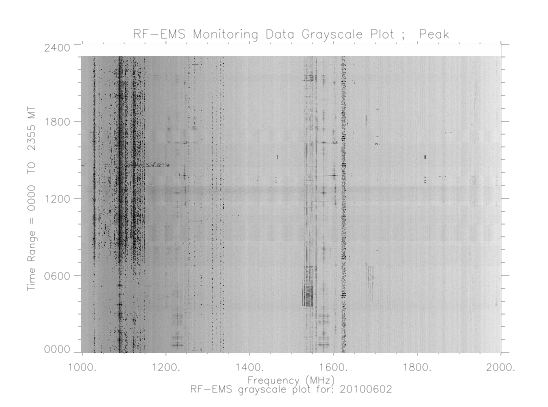 RF-EMS Monitoring Data Grayscale Plot ; Peak
2400
1800
1200
0600
0000
Time Range = 0000 TO 2355 MT
1000. 1200. 1400. 1600. 1800. 2000.
Frequency (MHz)
RF-EMS grayscale plot for: 20100602